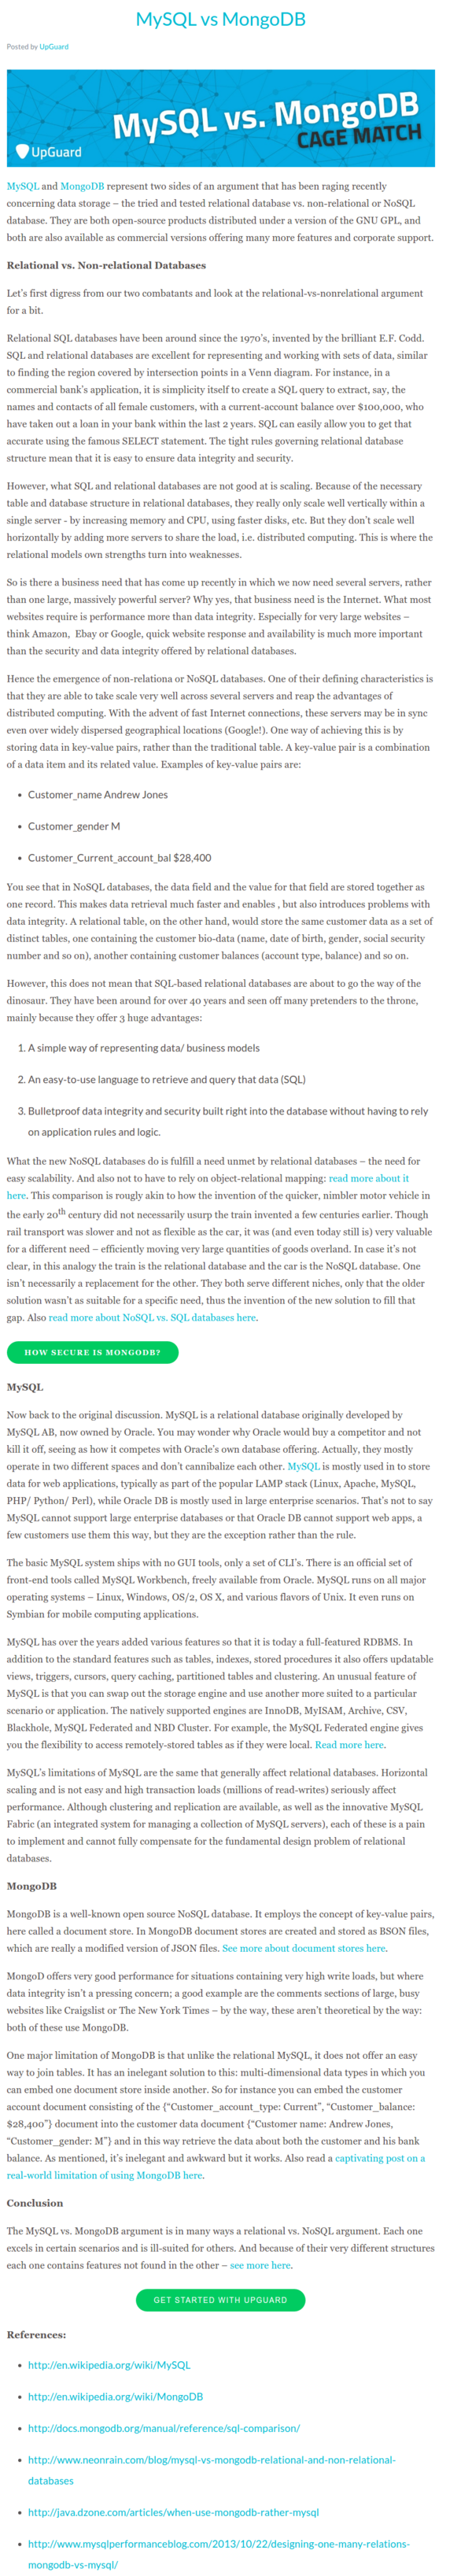 MySQL vs MongoDB
Posted by UpGuard
MySQL vs. MongoDB
CAGE MATCH
UpGuard
MySQL and MongoDB represent two sides of an argument that has been raging recently
concerning data storage – the tried and tested relational database vs. non-relational or NoSQL
database. They are both open-source products distributed under a version of the GNU GPL, and
both are also available as commercial versions offering many more features and corporate support.
Relational vs. Non-relational Databases
Let's first digress from our two combatants and look at the relational-vs-nonrelational argument
for a bit.
Relational SQL databases have been around since the 1970's, invented by the brilliant E.F. Codd.
SQL and relational databases are excellent for representing and working with sets of data, similar
to finding the region covered by intersection points in a Venn diagram. For instance, in a
commercial bank's application, it is simplicity itself to create a SQL query to extract, say, the
names and contacts of all female customers, with a current-account balance over $100,000, who
have taken out a loan in your bank within the last 2 years. SQL can easily allow you to get that
accurate using the famous SELECT statement. The tight rules governing relational database
structure mean that it is easy to ensure data integrity and security.
However, what SQL and relational databases are not good at is scaling. Because of the necessary
table and database structure in relational databases, they really only scale well vertically within a
single server - by increasing memory and CPU, using faster disks, etc. But they don't scale well
horizontally by adding more servers to share the load, i.e. distributed computing. This is where the
relational models own strengths turn into weaknesses.
So is there a business need that has come up recently in which we now need several servers, rather
than one large, massively powerful server? Why yes, that business need is the Internet. What most
websites require is performance more than data integrity. Especially for very large websites –
think Amazon, Ebay or Google, quick website response and availability is much more important
than the security and data integrity offered by relational databases.
Hence the emergence of non-relationa or NoSQL databases. One of their defining characteristics is
that they are able to take scale very well across several servers and reap the advantages of
distributed computing. With the advent of fast Internet connections, these servers may be in sync
even over widely dispersed geographical locations (Google!). One way of achieving this is by
storing data in key-value pairs, rather than the traditional table. A key-value pair is a combination
of a data item and its related value. Examples of key-value pairs are:
• Customer_name Andrew Jones
• Customer_gender M
• Customer_Current_account_bal $28,400
You see that in NoSQL databases, the data field and the value for that field are stored together as
one record. This makes data retrieval much faster and enables , but also introduces problems with
data integrity. A relational table, on the other hand, would store the same customer data as a set of
distinct tables, one containing the customer bio-data (name, date of birth, gender, social security
number and so on), another containing customer balances (account type, balance) and so on.
However, this does not mean that SQL-based relational databases are about to go the way of the
dinosaur. They have been around for over 40 years and seen off many pretenders to the throne,
mainly because they offer 3 huge advantages:
1. A simple way of representing data/ business models
2. An easy-to-use language to retrieve and query that data (SQL)
3. Bulletproof data integrity and security built right into the database without having to rely
on application rules and logic.
What the new NoSQL databases do is fulfill a need unmet by relational databases – the need for
easy scalability. And also not to have to rely on object-relational mapping: read more about it
here. This comparison is rougly akin to how the invention of the quicker, nimbler motor vehicle in
the early 20th century did not necessarily usurp the train invented a few centuries earlier. Though
rail transport was slower and not as flexible as the car, it was (and even today still is) very valuable
for a different need – efficiently moving very large quantities of goods overland. In case it's not
clear, in this analogy the train is the relational database and the car is the NoSQL database. One
isn't necessarily a replacement for the other. They both serve different niches, only that the older
solution wasn't as suitable for a specific need, thus the invention of the new solution to fill that
gap. Also read more about NoSQL vs. SQL databases here.
HOW SECURE IS MONGODB?
MySQL
Now back to the original discussion. MySQL is a relational database originally developed by
MySQL AB, now owned by Oracle. You may wonder why Oracle would buy a competitor and not
kill it off, seeing as how it competes with Oracle's own database offering. Actually, they mostly
operate in two different spaces and don't cannibalize each other. MySQL is mostly used in to store
data for web applications, typically as part of the popular LAMP stack (Linux, Apache, MySQL,
PHP/ Python/ Perl), while Oracle DB is mostly used in large enterprise scenarios. That's not to say
MySQL cannot support large enterprise databases or that Oracle DB cannot support web apps, a
few customers use them this way, but they are the exception rather than the rule.
The basic MySQL system ships with no GUI tools, only a set of CLI's. There is an official set of
front-end tools called MySQL Workbench, freely available from Oracle. MySQL runs on all major
operating systems – Linux, Windows, OS/2, OS X, and various flavors of Unix. It even runs on
Symbian for mobile computing applications.
MySQL has over the years added various features so that it is today a full-featured RDBMS. In
addition to the standard features such as tables, indexes, stored procedures it also offers updatable
views, triggers, cursors, query caching, partitioned tables and clustering. An unusual feature of
MySQL is that you can swap out the storage engine and use another more suited to a particular
scenario or application. The natively supported engines are InnoDB, MyISAM, Archive, CSV,
Blackhole, MySQL Federated and NBD Cluster. For example, the MySQL Federated engine gives
you the flexibility to access remotely-stored tables as if they were local. Read more here.
MySQL's limitations of MySQL are the same that generally affect relational databases. Horizontal
scaling and is not easy and high transaction loads (millions of read-writes) seriously affect
performance. Although clustering and replication are available, as well as the innovative MySQL
Fabric (an integrated system for managing a collection of MySQL servers), each of these is a pain
to implement and cannot fully compensate for the fundamental design problem of relational
databases.
MongoDB
MongoDB is a well-known open source NoSQL database. It employs the concept of key-value pairs,
here called a document store. In MongoDB document stores are created and stored as BSON files,
which are really a modified version of JSON files. See more about document stores here.
MongoD offers very good performance for situations containing very high write loads, but where
data integrity isn't a pressing concern; a good example are the comments sections of large, busy
websites like Craigslist or The New York Times – by the way, these aren't theoretical by the way:
both of these use MongoDB.
One major limitation of MongoDB is that unlike the relational MySQL, it does not offer an easy
way to join tables. It has an inelegant solution to this: multi-dimensional data types in which you
can embed one document store inside another. So for instance you can embed the customer
account document consisting of the {“Customer_account_type: Current”, “Customer_balance:
$28,400”} document into the customer data document {“Customer name: Andrew Jones,
“Customer_gender: M”} and in this way retrieve the data about both the customer and his bank
balance. As mentioned, it's inelegant and awkward but it works. Also read a captivating post on a
real-world limitation of using MongoDB here.
Conclusion
The MySQL vs. MongoDB argument is in many ways a relational vs. NoSQL argument. Each one
excels in certain scenarios and is ill-suited for others. And because of their very different structures
each one contains features not found in the other – see more here.
GET STARTED WITH UPGUARD
References:
• http://en.wikipedia.org/wiki/MySQL
• http://en.wikipedia.org/wiki/MongoDB
• http://docs.mongodb.org/manual/reference/sql-comparison/
• http://www.neonrain.com/blog/mysql-vs-mongodb-relational-and-non-relational-
databases
• http://java.dzone.com/articles/when-use-mongodb-rather-mysql
• http://www.mysqlperformanceblog.com/2013/10/22/designing-one-many-relations-
mongodb-vs-mysql/